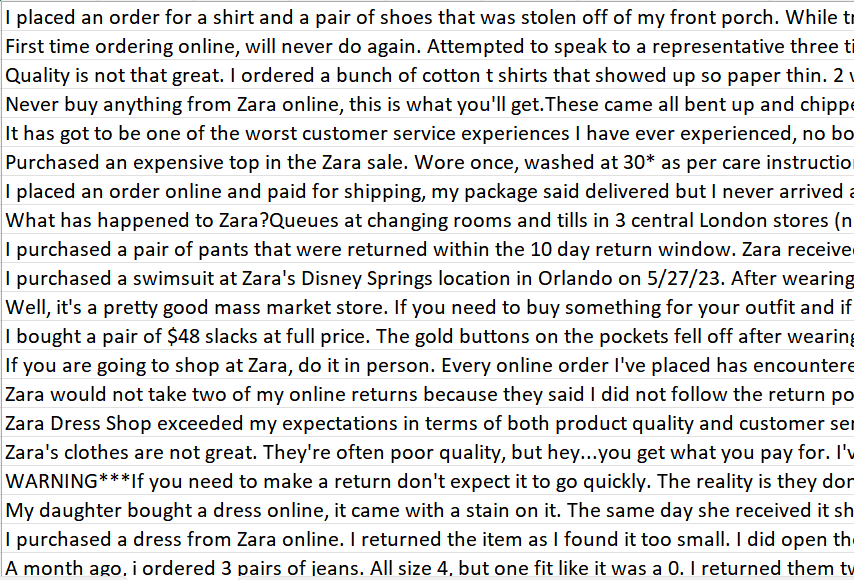 I placed an order for a shirt and a pair of shoes that was stolen off of my front porch. While tr
First time ordering online, will never do again. Attempted to speak to a representative three ti
Quality is not that great. I ordered a bunch of cotton t shirts that showed up so paper thin. 2 w
Never buy anything from Zara online, this is what you'll get.These came all bent up and chippe
It has got to be one of the worst customer service experiences I have ever experienced, no bo
Purchased an expensive top in the Zara sale. Wore once, washed at 30* as per care instructio
I placed an order online and paid for shipping, my package said delivered but I never arrived a
What has happened to Zara?Queues at changing rooms and tills in 3 central London stores (n
I purchased a pair of pants that were returned within the 10 day return window. Zara receive
I purchased a swimsuit at Zara's Disney Springs location in Orlando on 5/27/23. After wearing
Well, it's a pretty good mass market store. If you need to buy something for your outfit and if
I bought a pair of $48 slacks at full price. The gold buttons on the pockets fell off after wearing
If you are going to shop at Zara, do it in person. Every online order I've placed has encountere
Zara would not take two of my online returns because they said I did not follow the return po
Zara Dress Shop exceeded my expectations in terms of both product quality and customer ser
Zara's clothes are not great. They're often poor quality, but hey...you get what you pay for. I'v
WARNING***If you need to make a return don't expect it to go quickly. The reality is they don
My daughter bought a dress online, it came with a stain on it. The same day she received it sh
I purchased a dress from Zara online. I returned the item as I found it too small. I did open th
A month ago, i ordered 3 pairs of jeans. All size 4, but one fit like it was a 0. I returned them tw